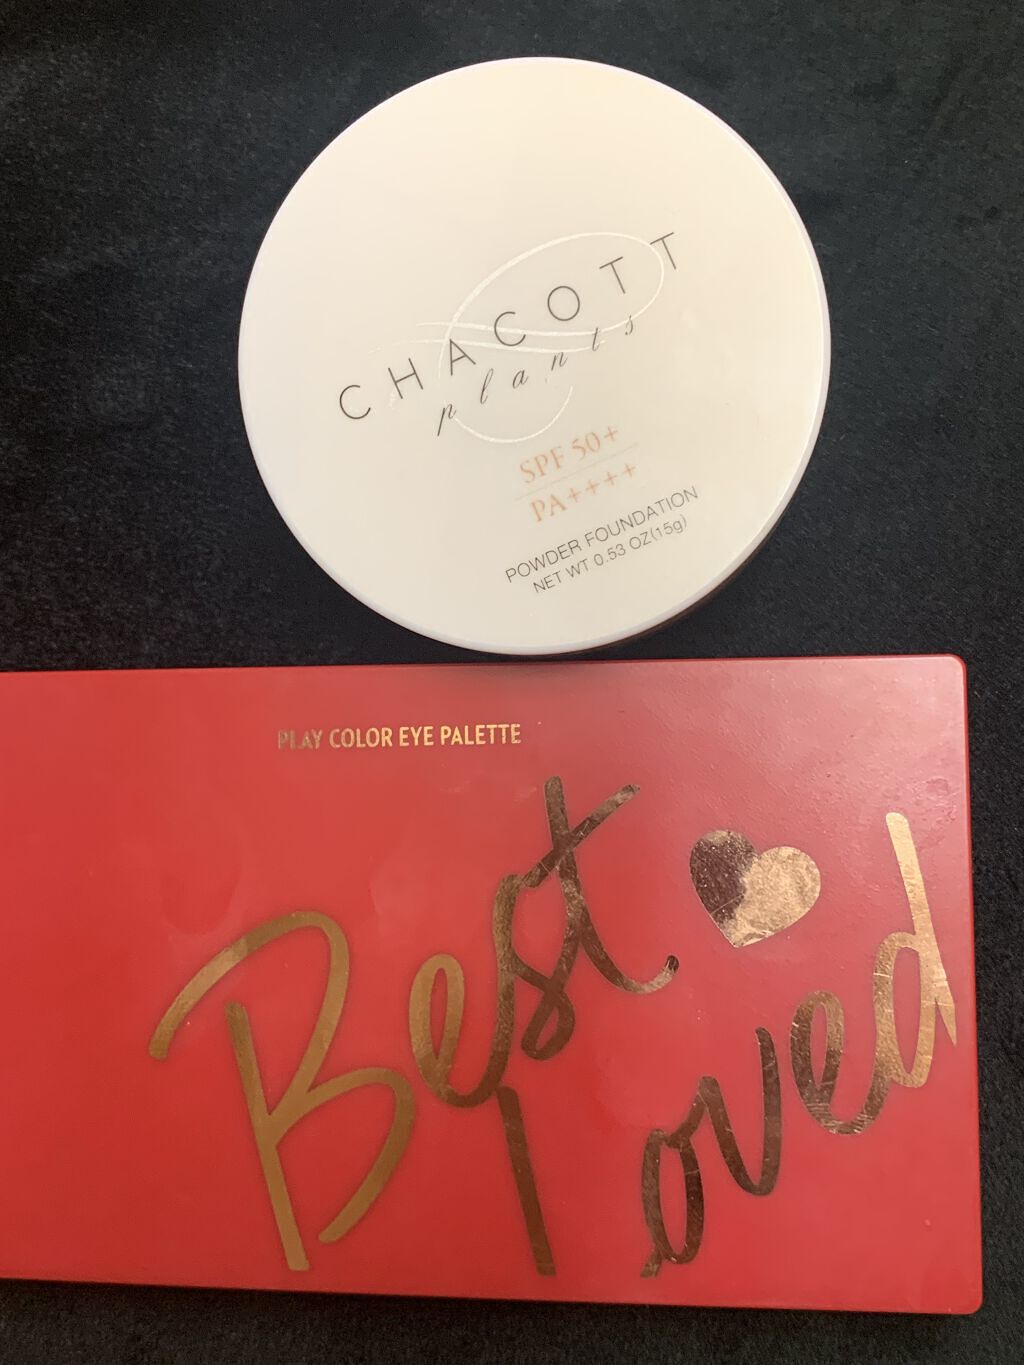 CHACOTT
plants
SPF 50+
PA++++
POWDER FOUNDATION
NET WT 0.53 OZ(15g)
PLAY COLOR EYE PALETTE
Best
Loved